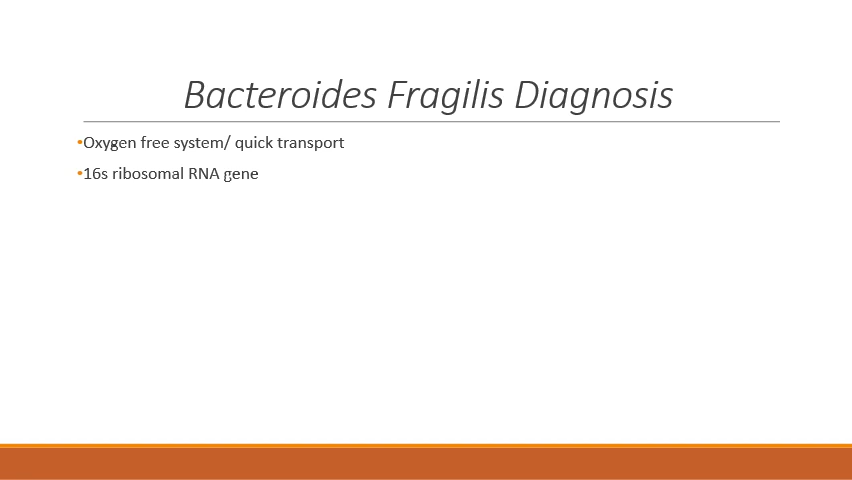 Bacteroides Fragilis Diagnosis
•Oxygen free system/ quick transport
•16s ribosomal RNA gene